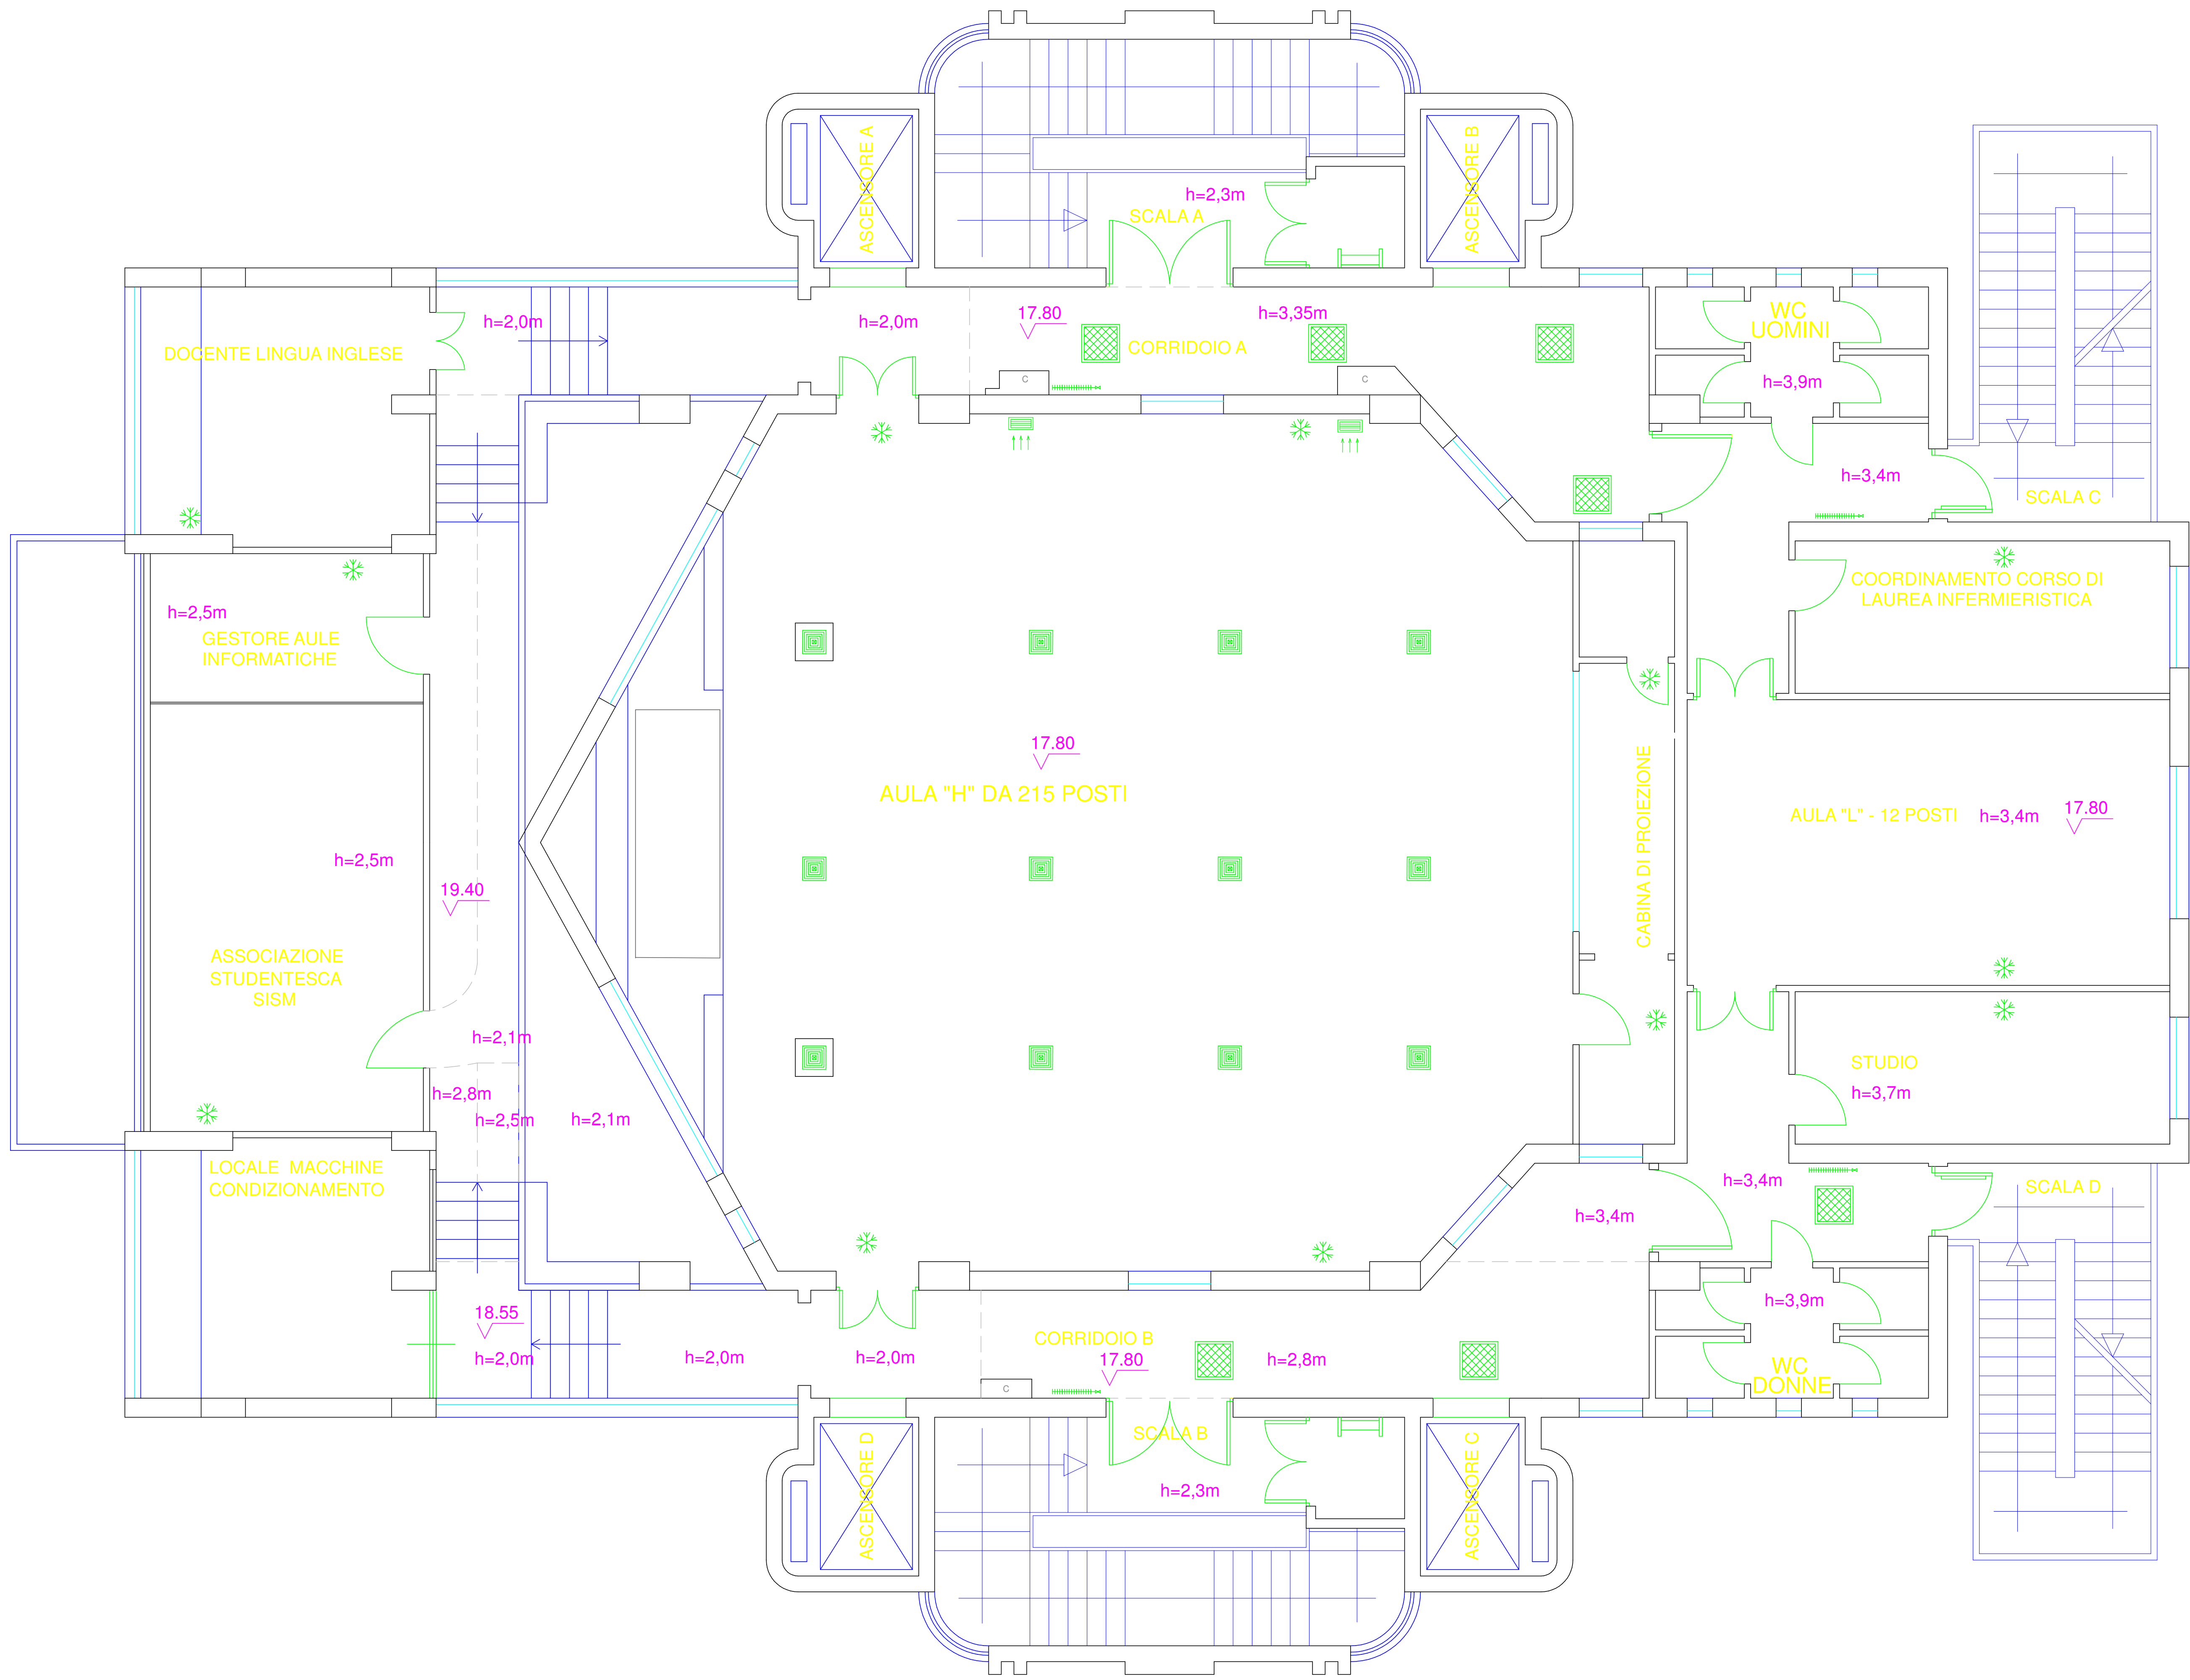 ASCENSORE A
ASCENSORE B
h=2,3m
SCALA A
h=2,0m
h=2,0m
17.80
h=3,35m
CORRIDOIO A
WC
UOMINI
h=3,9m
DOCENTE LINGUA INGLESE
C
C
h=3,4m
SCALA C
COORDINAMENTO CORSO DI
LAUREA INFERMIERISTICA
h=2,5m
GESTORE AULE
INFORMATICHE
17.80
AULA "H" DA 215 POSTI
CABINA DI PROIEZIONE
AULA "L" - 12 POSTI
h=3,4m
17.80
h=2,5m
19.40
ASSOCIAZIONE
STUDENTESCA
SISM
h=2,1m
h=2,8m
h=2,5m
h=2,1m
STUDIO
h=3,7m
LOCALE MACCHINE
CONDIZIONAMENTO
h=3,4m
SCALA D
h=3,4m
18.55
h=2,0m
h=2,0m
h=2,0m
CORRIDOIO B
17.80
h=2,8m
h=3,9m
WC
DONNE
C
SCALA B
h=2,3m
ASCENSORE D
ASCENSORE C